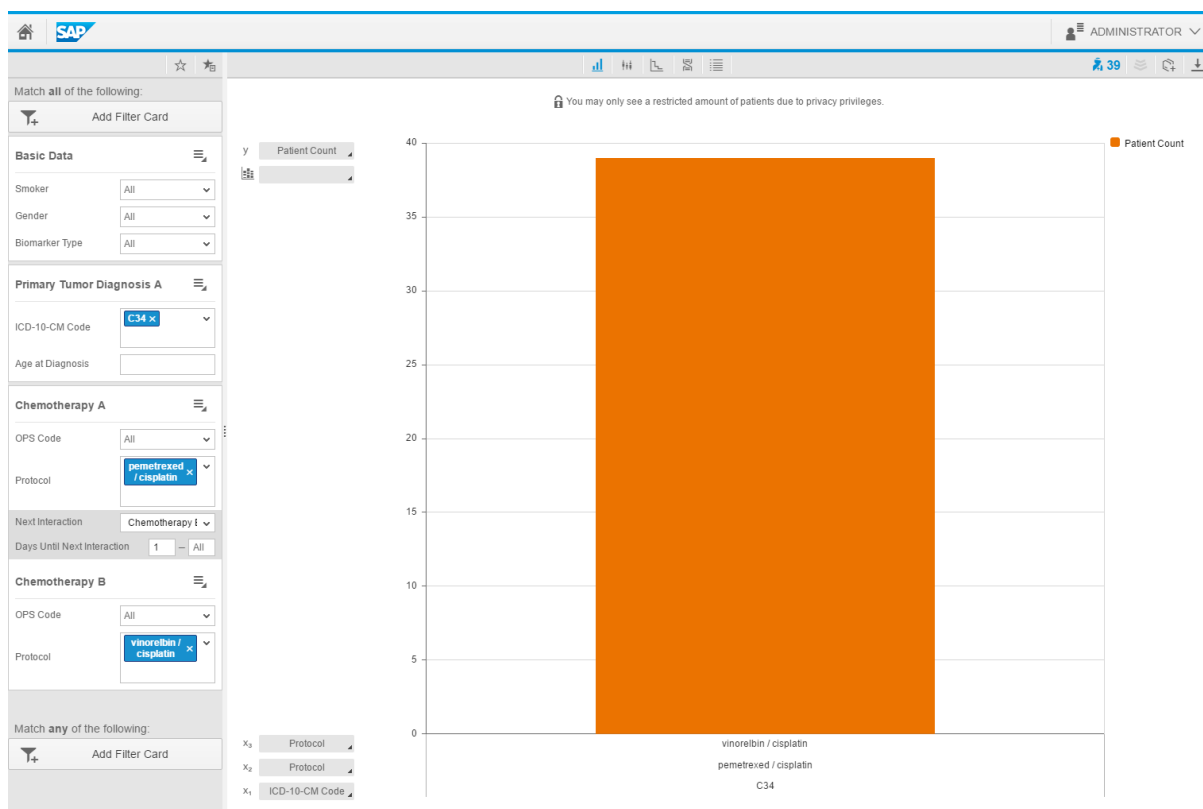 SAP
ADMINISTRATOR
39
Match all of the following:
Add Filter Card
Basic Data
Smoker All
Gender All
Biomarker Type All
Primary Tumor Diagnosis A
ICD-10-CM Code C34 ×
Age at Diagnosis
Chemotherapy A
OPS Code All
Protocol pemetrexed / cisplatin ×
Next Interaction Chemotherapy
Days Until Next Interaction 1 – All
Chemotherapy B
OPS Code All
Protocol vinorelbin / cisplatin ×
Match any of the following:
Add Filter Card
You may only see a restricted amount of patients due to privacy privileges.
y Patient Count
40
35
30
25
20
15
10
5
0
Patient Count
x₃ Protocol
x₂ Protocol
x₁ ICD-10-CM Code
vinorelbin / cisplatin
pemetrexed / cisplatin
C34